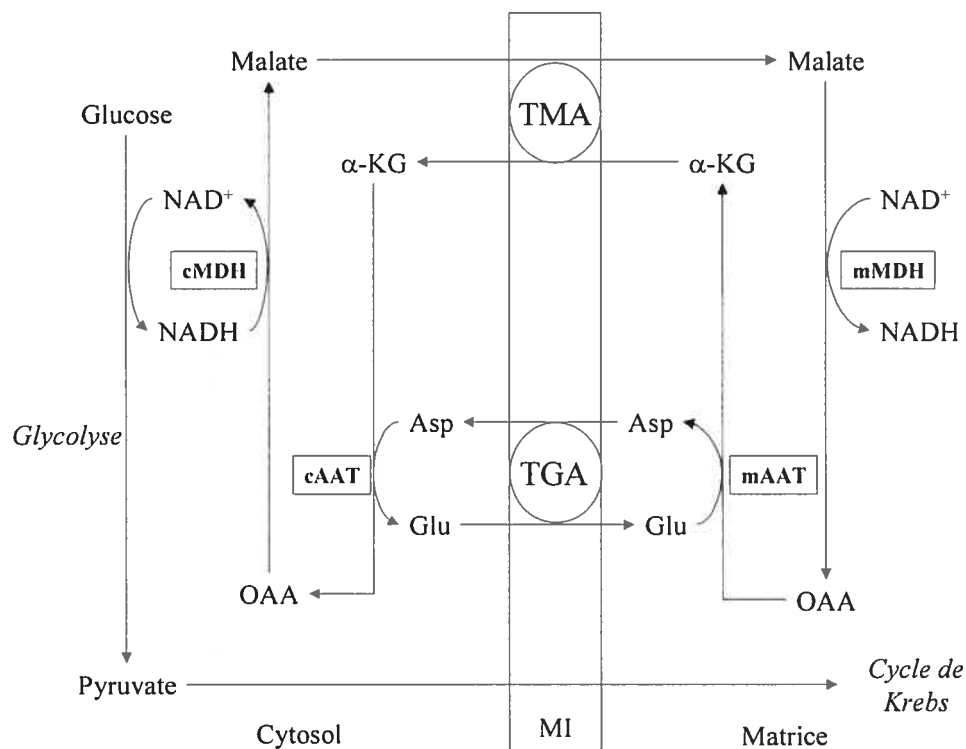 Malate
Malate
Glucose
TMA
α-KG
α-KG
NAD⁺
NAD⁺
cMDH
mMDH
NADH
NADH
Glycolyse
Asp
Asp
cAAT
TGA
mAAT
Glu
Glu
OAA
OAA
Pyruvate
Cycle de
Krebs
Cytosol
MI
Matrice